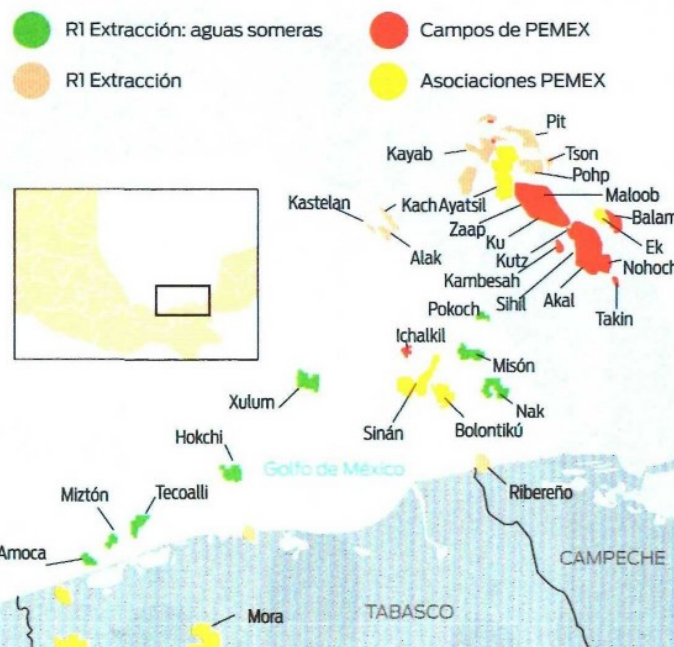 R1 Extracción: aguas someras
Campos de PEMEX
R1 Extracción
Asociaciones PEMEX
Pit
Kayab
Tson
Pohp
Kastelan
Kach
Ayatsil
Maloob
Zaap
Balam
Ku
Ek
Alak
Kutz
Nohoch
Kambesah
Sihil
Akal
Takin
Pokoch
Ichalkil
Misón
Xulum
Nak
Sinán
Bolontikú
Hokchi
Golfo de México
Miztón
Tecoalli
Ribereño
Amoca
CAMPECHE
Mora
TABASCO